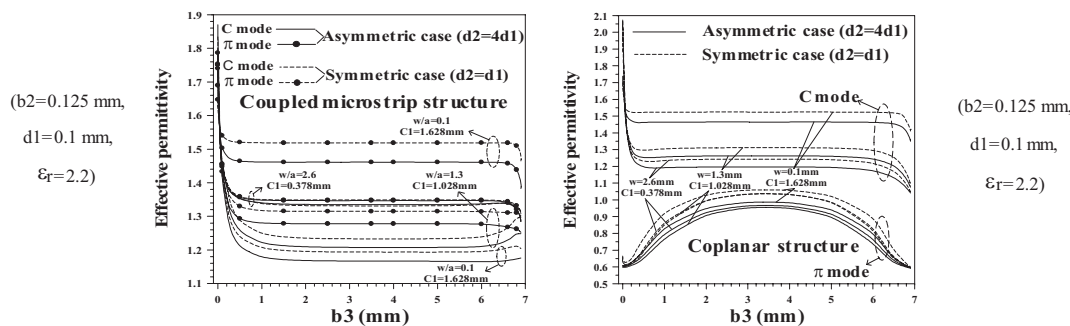 (b2=0.125 mm,
d1=0.1 mm,
εr=2.2)
Effective permittivity
1.9
1.8
1.7
1.6
1.5
1.4
1.3
1.2
1.1
C mode
π mode
Asymmetric case (d2=4d1)
C mode
π mode
Symmetric case (d2=d1)
Coupled microstrip structure
w/a=0.1
C1=1.628mm
w/a=2.6
C1=0.378mm
w/a=1.3
C1=1.028mm
w/a=0.1
C1=1.628mm
0 1 2 3 4 5 6 7
b3 (mm)
Effective permittivity
2.1
2.0
1.9
1.8
1.7
1.6
1.5
1.4
1.3
1.2
1.1
1.0
0.9
0.8
0.7
0.6
0.5
Asymmetric case (d2=4d1)
Symmetric case (d2=d1)
C mode
w=2.6mm
C1=0.378mm
w=1.3mm
C1=1.028mm
w=0.1mm
C1=1.628mm
Coplanar structure
π mode
0 1 2 3 4 5 6 7
b3 (mm)
(b2=0.125 mm,
d1=0.1 mm,
εr=2.2)